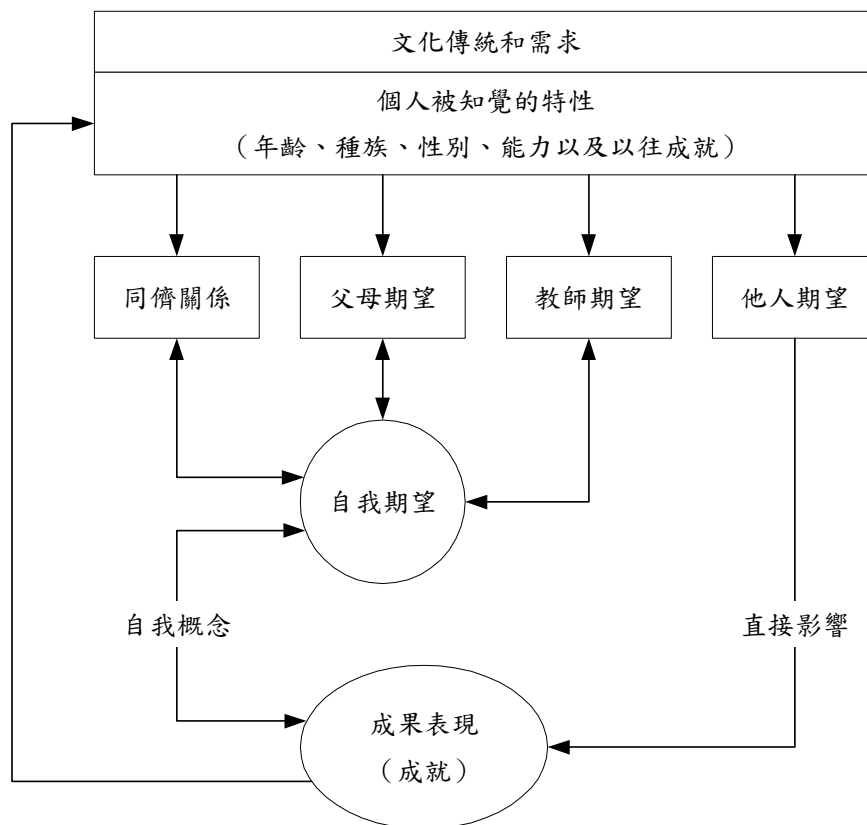 文化傳統和需求
個人被知覺的特性
（年齡、種族、性別、能力以及以往成就）
同儕關係
父母期望
教師期望
他人期望
自我期望
自我概念
直接影響
成果表現
（成就）